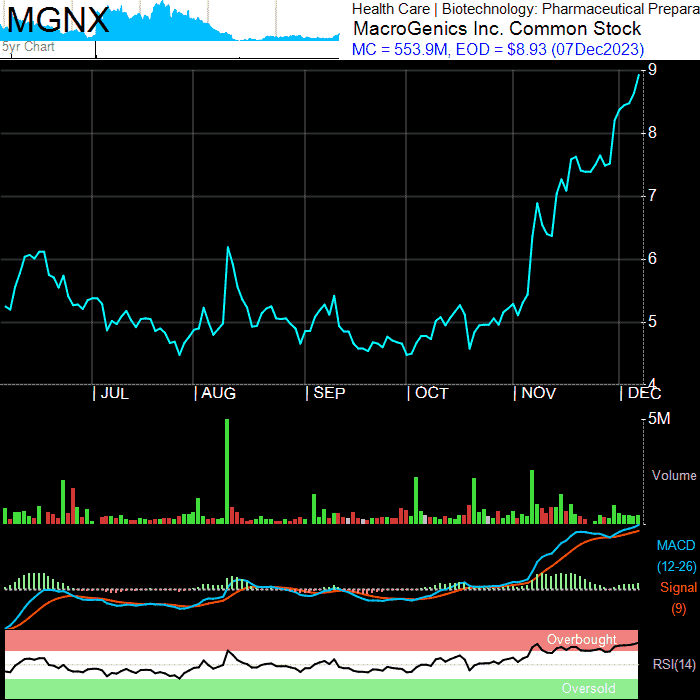 MGNX
5yr Chart
Health Care | Biotechnology: Pharmaceutical Prepara
MacroGenics Inc. Common Stock
MC = 553.9M, EOD = $8.93 (07Dec2023)
9
8
7
6
5
4
JUL
AUG
SEP
OCT
NOV
DEC
5M
Volume
MACD
(12-26)
Signal
(9)
Overbought
RSI(14)
Oversold